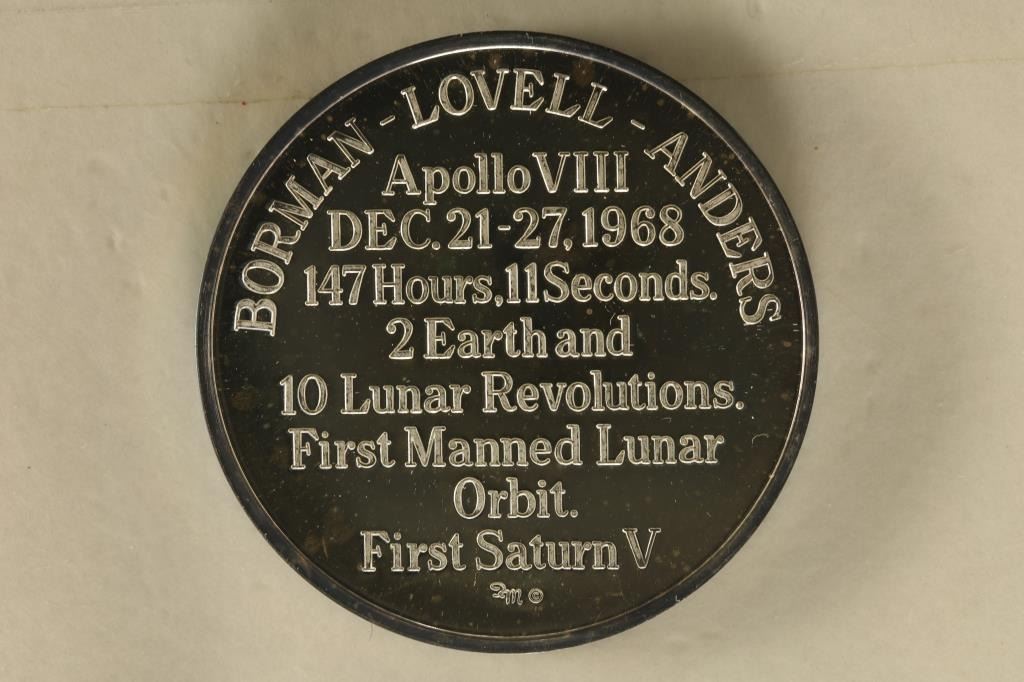 BORMAN - LOVELL - ANDERS
Apollo VIII
DEC. 21-27, 1968
147 Hours, 11 Seconds.
2 Earth and
10 Lunar Revolutions.
First Manned Lunar
Orbit.
First Saturn V
©